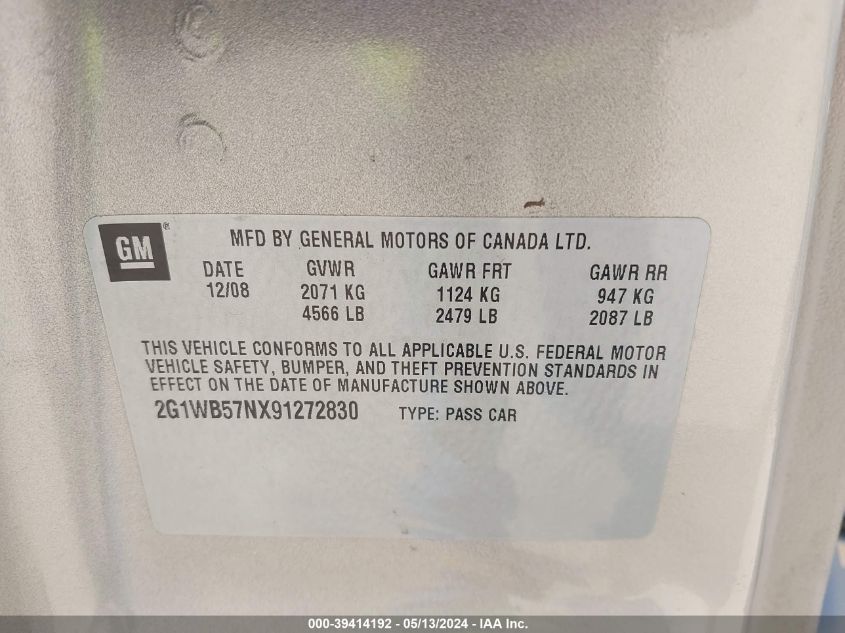 GM®
MFD BY GENERAL MOTORS OF CANADA LTD.
DATE GVWR GAWR FRT GAWR RR
12/08 2071 KG 1124 KG 947 KG
4566 LB 2479 LB 2087 LB
THIS VEHICLE CONFORMS TO ALL APPLICABLE U.S. FEDERAL MOTOR
VEHICLE SAFETY, BUMPER, AND THEFT PREVENTION STANDARDS IN
EFFECT ON THE DATE OF MANUFACTURE SHOWN ABOVE.
2G1WB57NX91272830 TYPE: PASS CAR
000-39414192 - 05/13/2024 - IAA Inc.